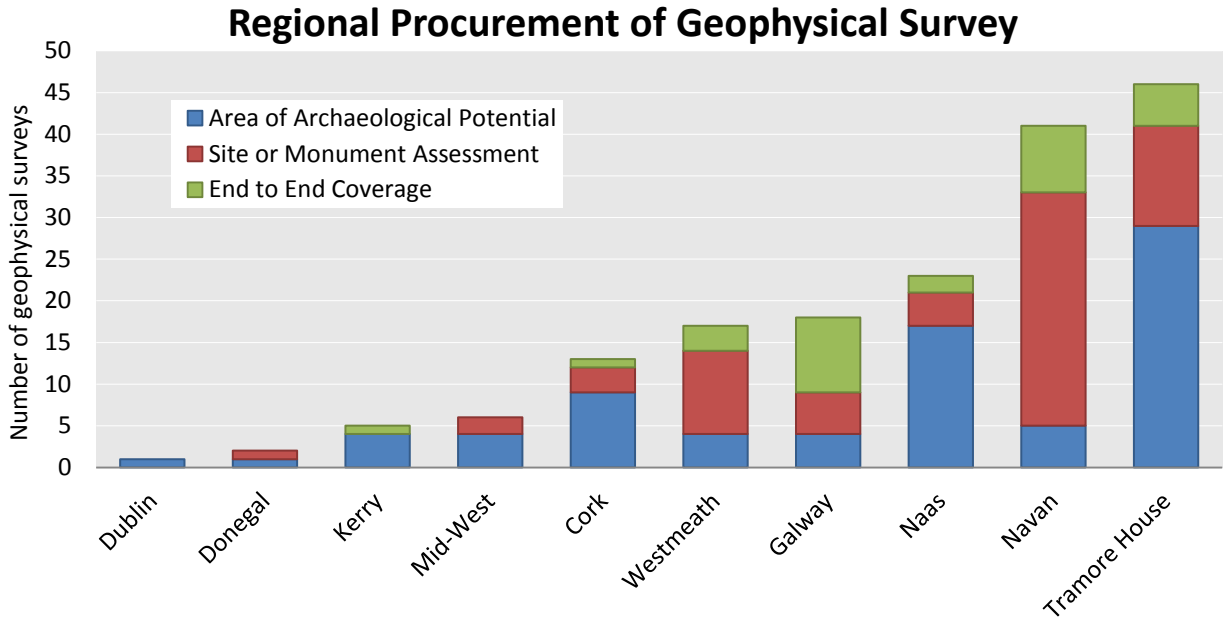 Regional Procurement of Geophysical Survey
Number of geophysical surveys
50
45
40
35
30
25
20
15
10
5
0
Area of Archaeological Potential
Site or Monument Assessment
End to End Coverage
Dublin
Donegal
Kerry
Mid-West
Cork
Westmeath
Galway
Naas
Navan
Tramore House